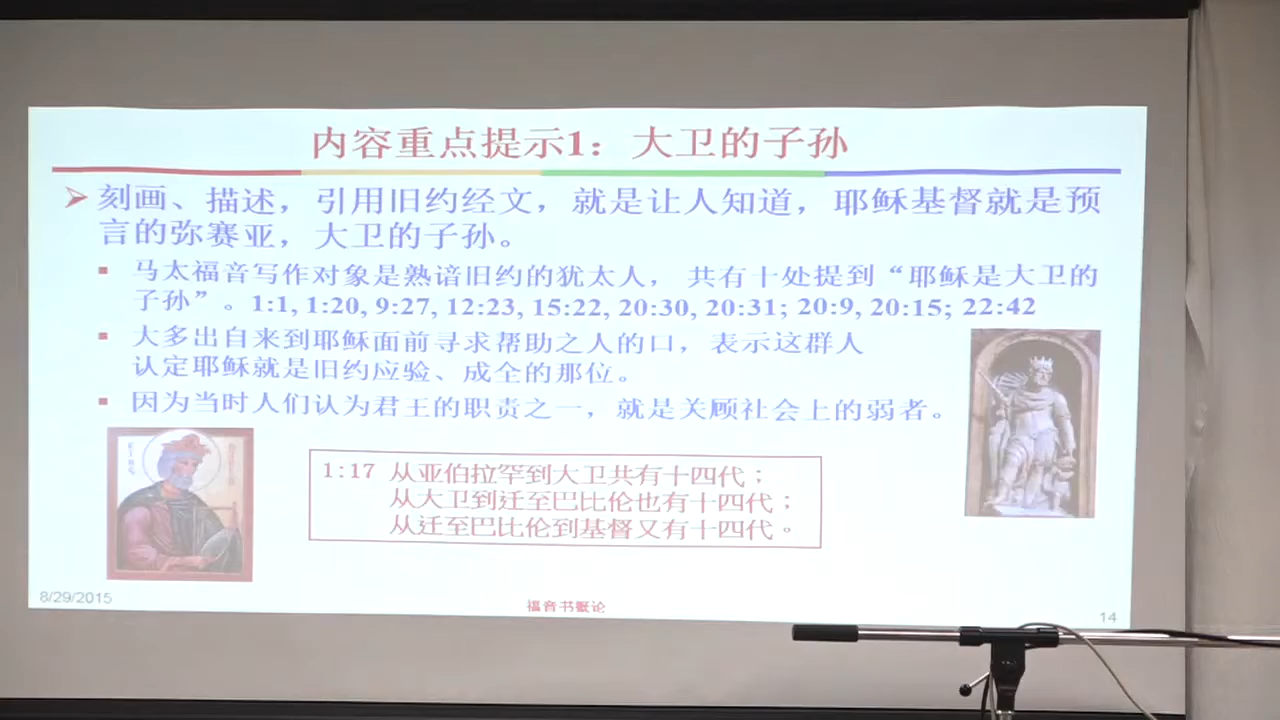 内容重点提示1：大卫的子孙
刻画、描述，引用旧约经文，就是让人知道，耶稣基督就是预
言的弥赛亚，大卫的子孙。
马太福音写作对象是熟谙旧约的犹太人， 共有十处提到“耶稣是大卫的
子孙”。1:1, 1:20, 9:27, 12:23, 15:22, 20:30, 20:31; 20:9, 20:15; 22:42
大多出自来到耶稣面前寻求帮助之人的口，表示这群人
认定耶稣就是旧约应验、成全的那位。
因为当时人们认为君王的职责之一，就是关顾社会上的弱者。
1:17 从亚伯拉罕到大卫共有十四代；
从大卫到迁至巴比伦也有十四代；
从迁至巴比伦到基督又有十四代。
8/29/2015
福音书概论
14